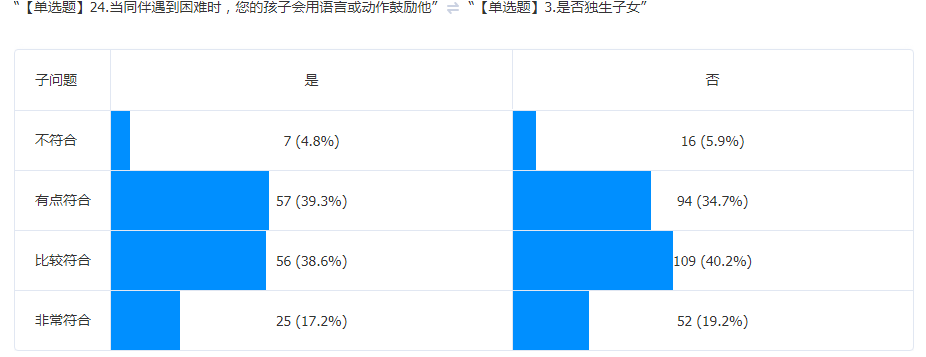 “【单选题】24.当同伴遇到困难时，您的孩子会用语言或动作鼓励他” ⇌ “【单选题】3.是否独生子女”
子问题 是 否
不符合 7 (4.8%) 16 (5.9%)
有点符合 57 (39.3%) 94 (34.7%)
比较符合 56 (38.6%) 109 (40.2%)
非常符合 25 (17.2%) 52 (19.2%)